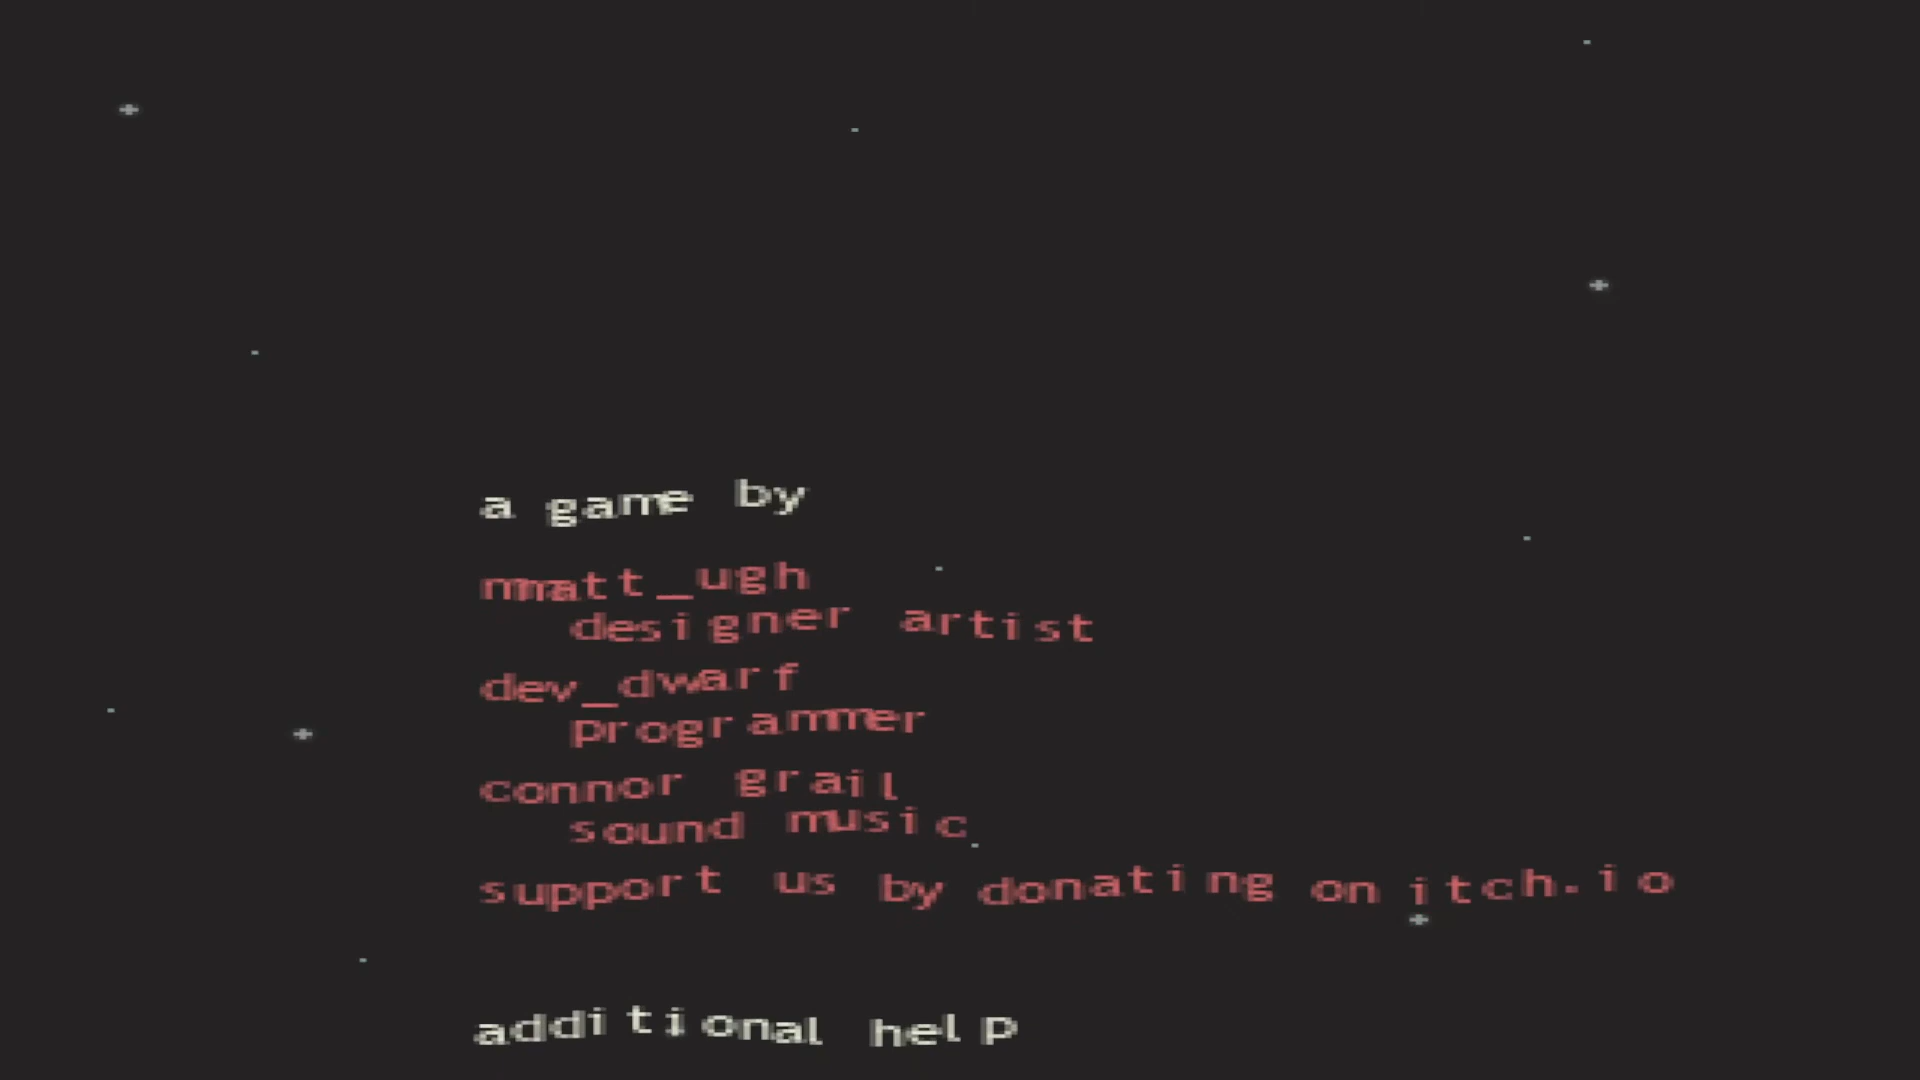 a game by
mmatt_ugh
designer artist
dev_dwarf
programmer
connor grail
sound music
support us by donating on itch.io
additional help